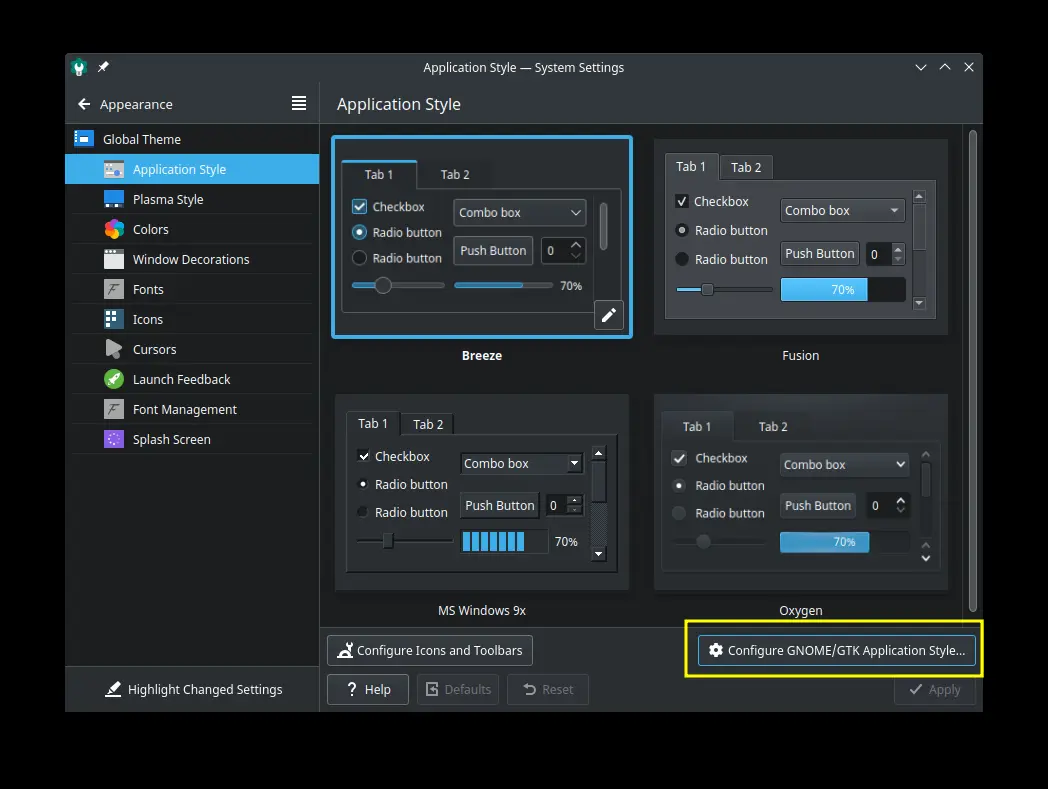 Application Style — System Settings
Appearance
Application Style
Global Theme
Application Style
Plasma Style
Colors
Window Decorations
Fonts
Icons
Cursors
Launch Feedback
Font Management
Splash Screen
Highlight Changed Settings
Tab 1 Tab 2
Checkbox Combo box
Radio button
Push Button 0
Radio button
70%
Breeze
Tab 1 Tab 2
Checkbox
Combo box
Radio button
Push Button 0
Radio button
70%
Fusion
Tab 1 Tab 2
Checkbox
Combo box
Radio button
Push Button 0
Radio button
70%
MS Windows 9x
Tab 1 Tab 2
Checkbox
Combo box
Radio button
Push Button 0
Radio button
70%
Oxygen
Configure Icons and Toolbars
Configure GNOME/GTK Application Style...
? Help
Defaults
Reset
Apply